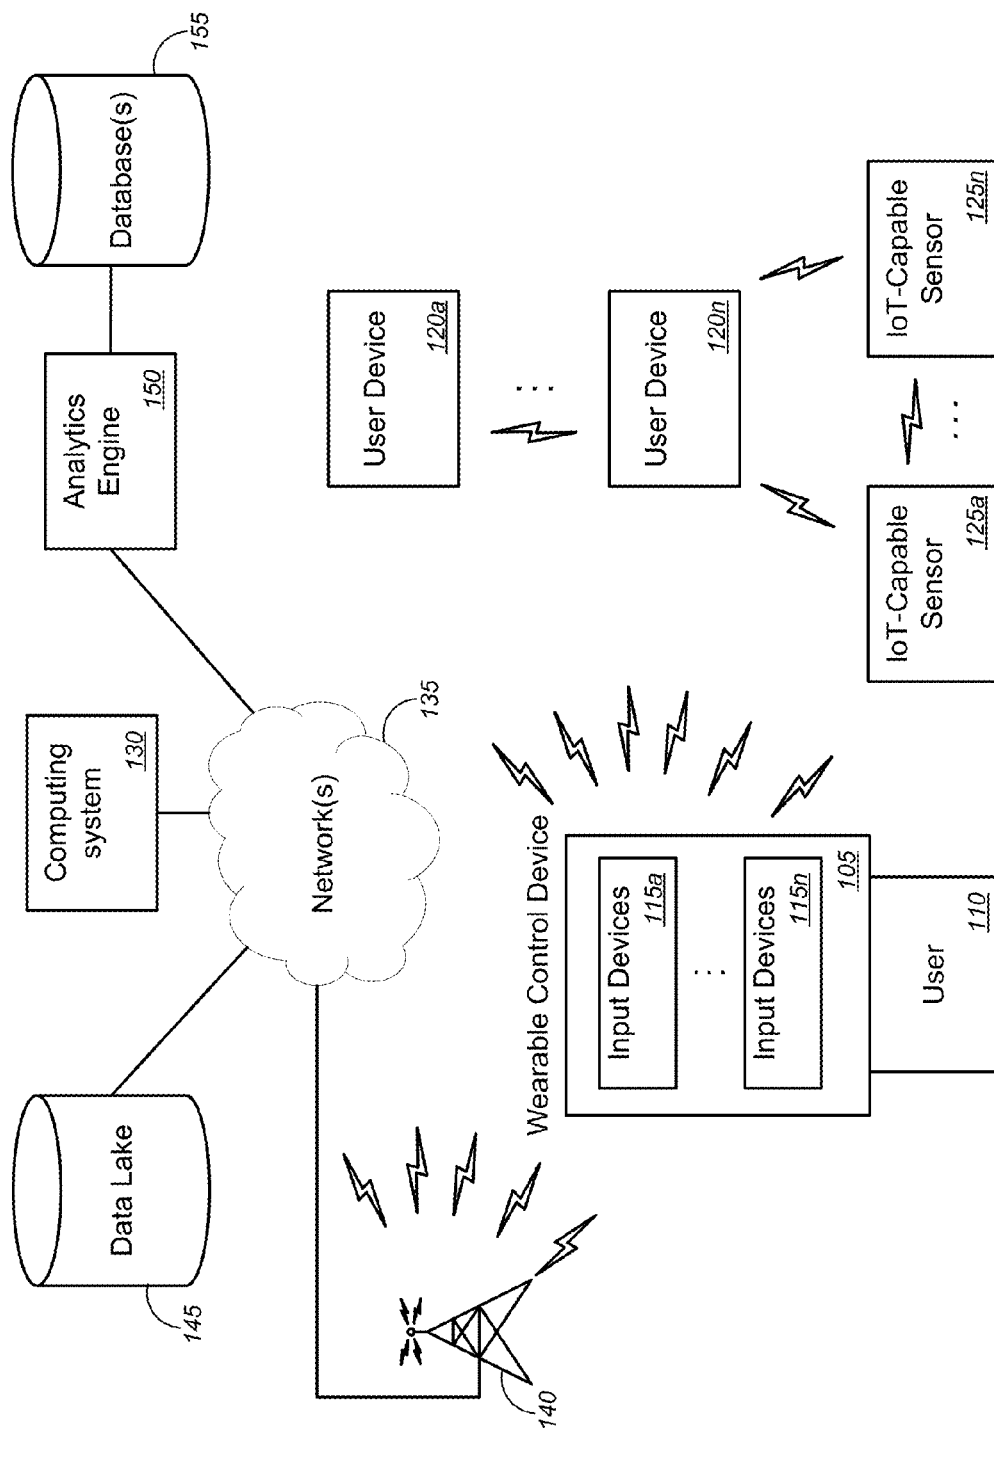 Data Lake
145
Computing
system
130
Analytics
Engine
150
Database(s)
155
Network(s)
135
140
Wearable Control Device
Input Devices
115a
...
Input Devices
115n
105
User
110
User Device
120a
...
User Device
120n
IoT-Capable
Sensor
125a
...
IoT-Capable
Sensor
125n